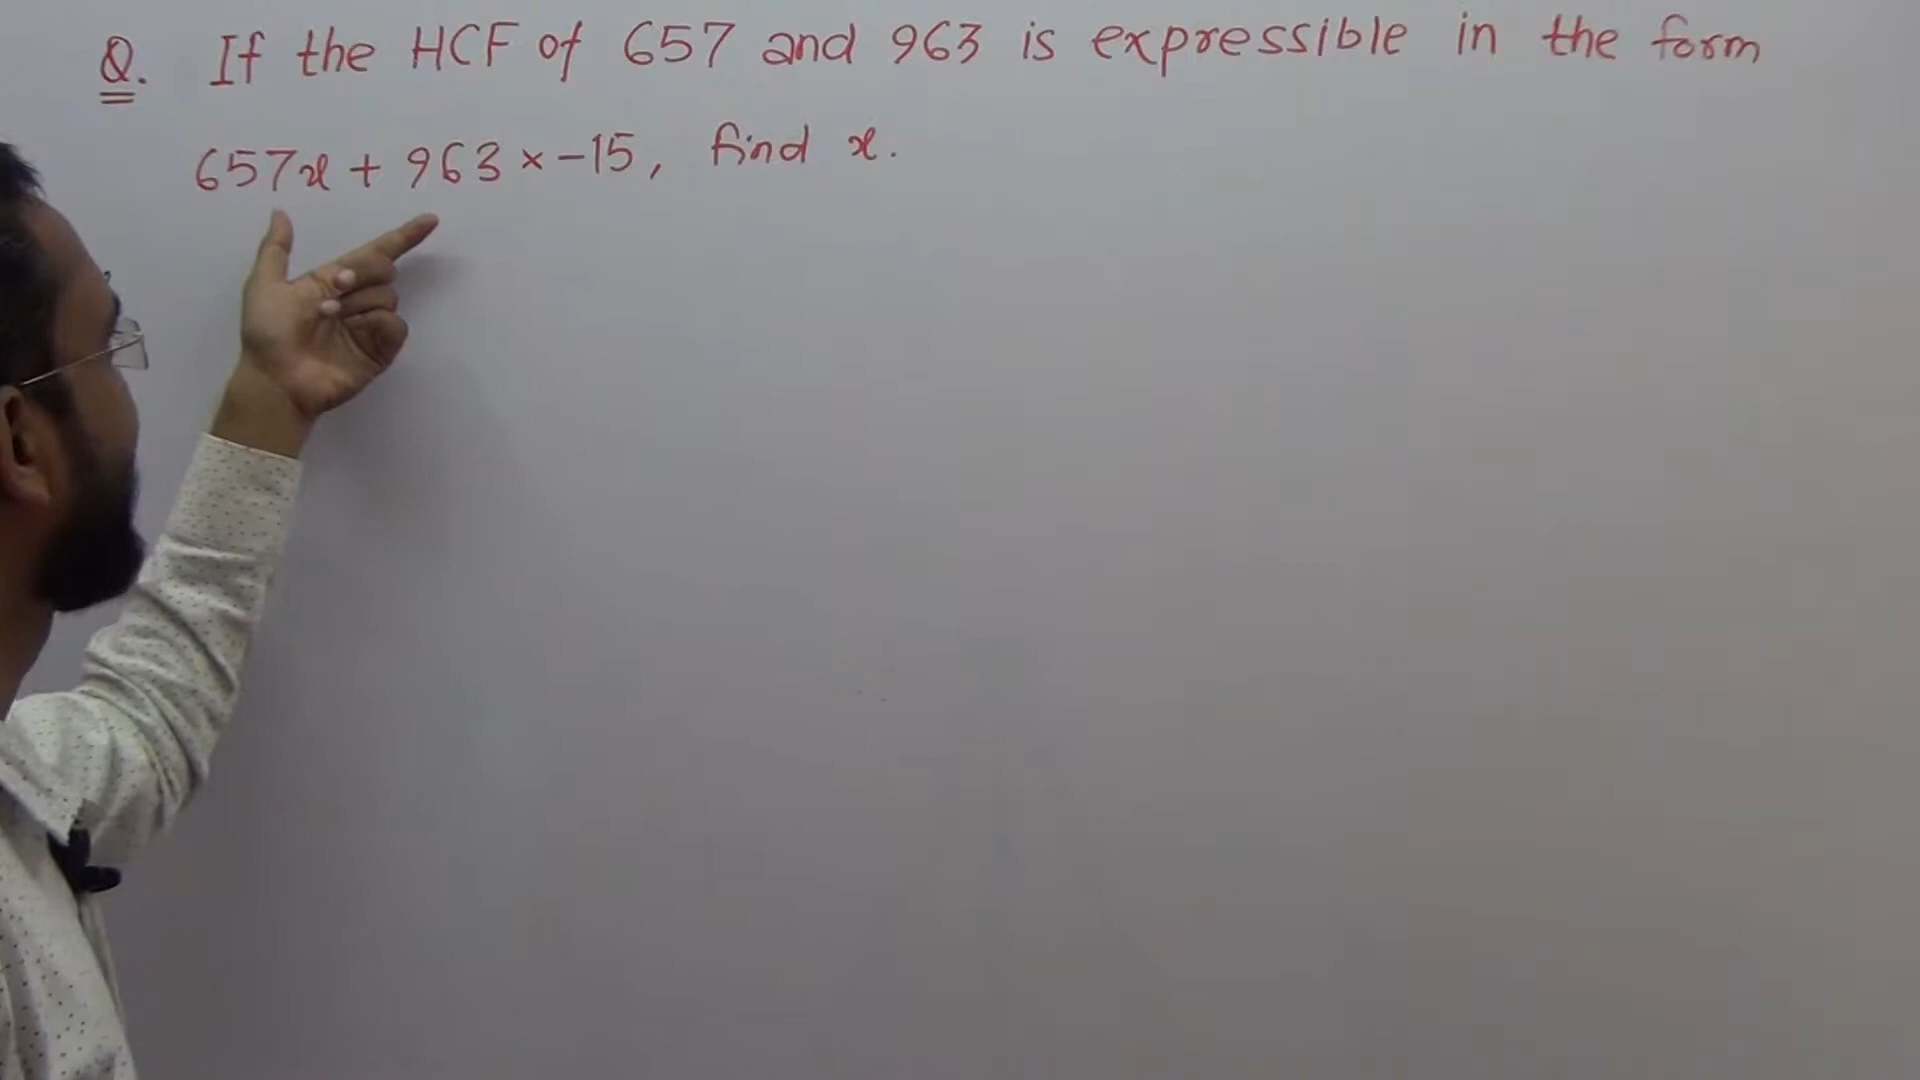 Q. If the HCF of 657 and 963 is expressible in the form
657x + 963 × -15, find x.